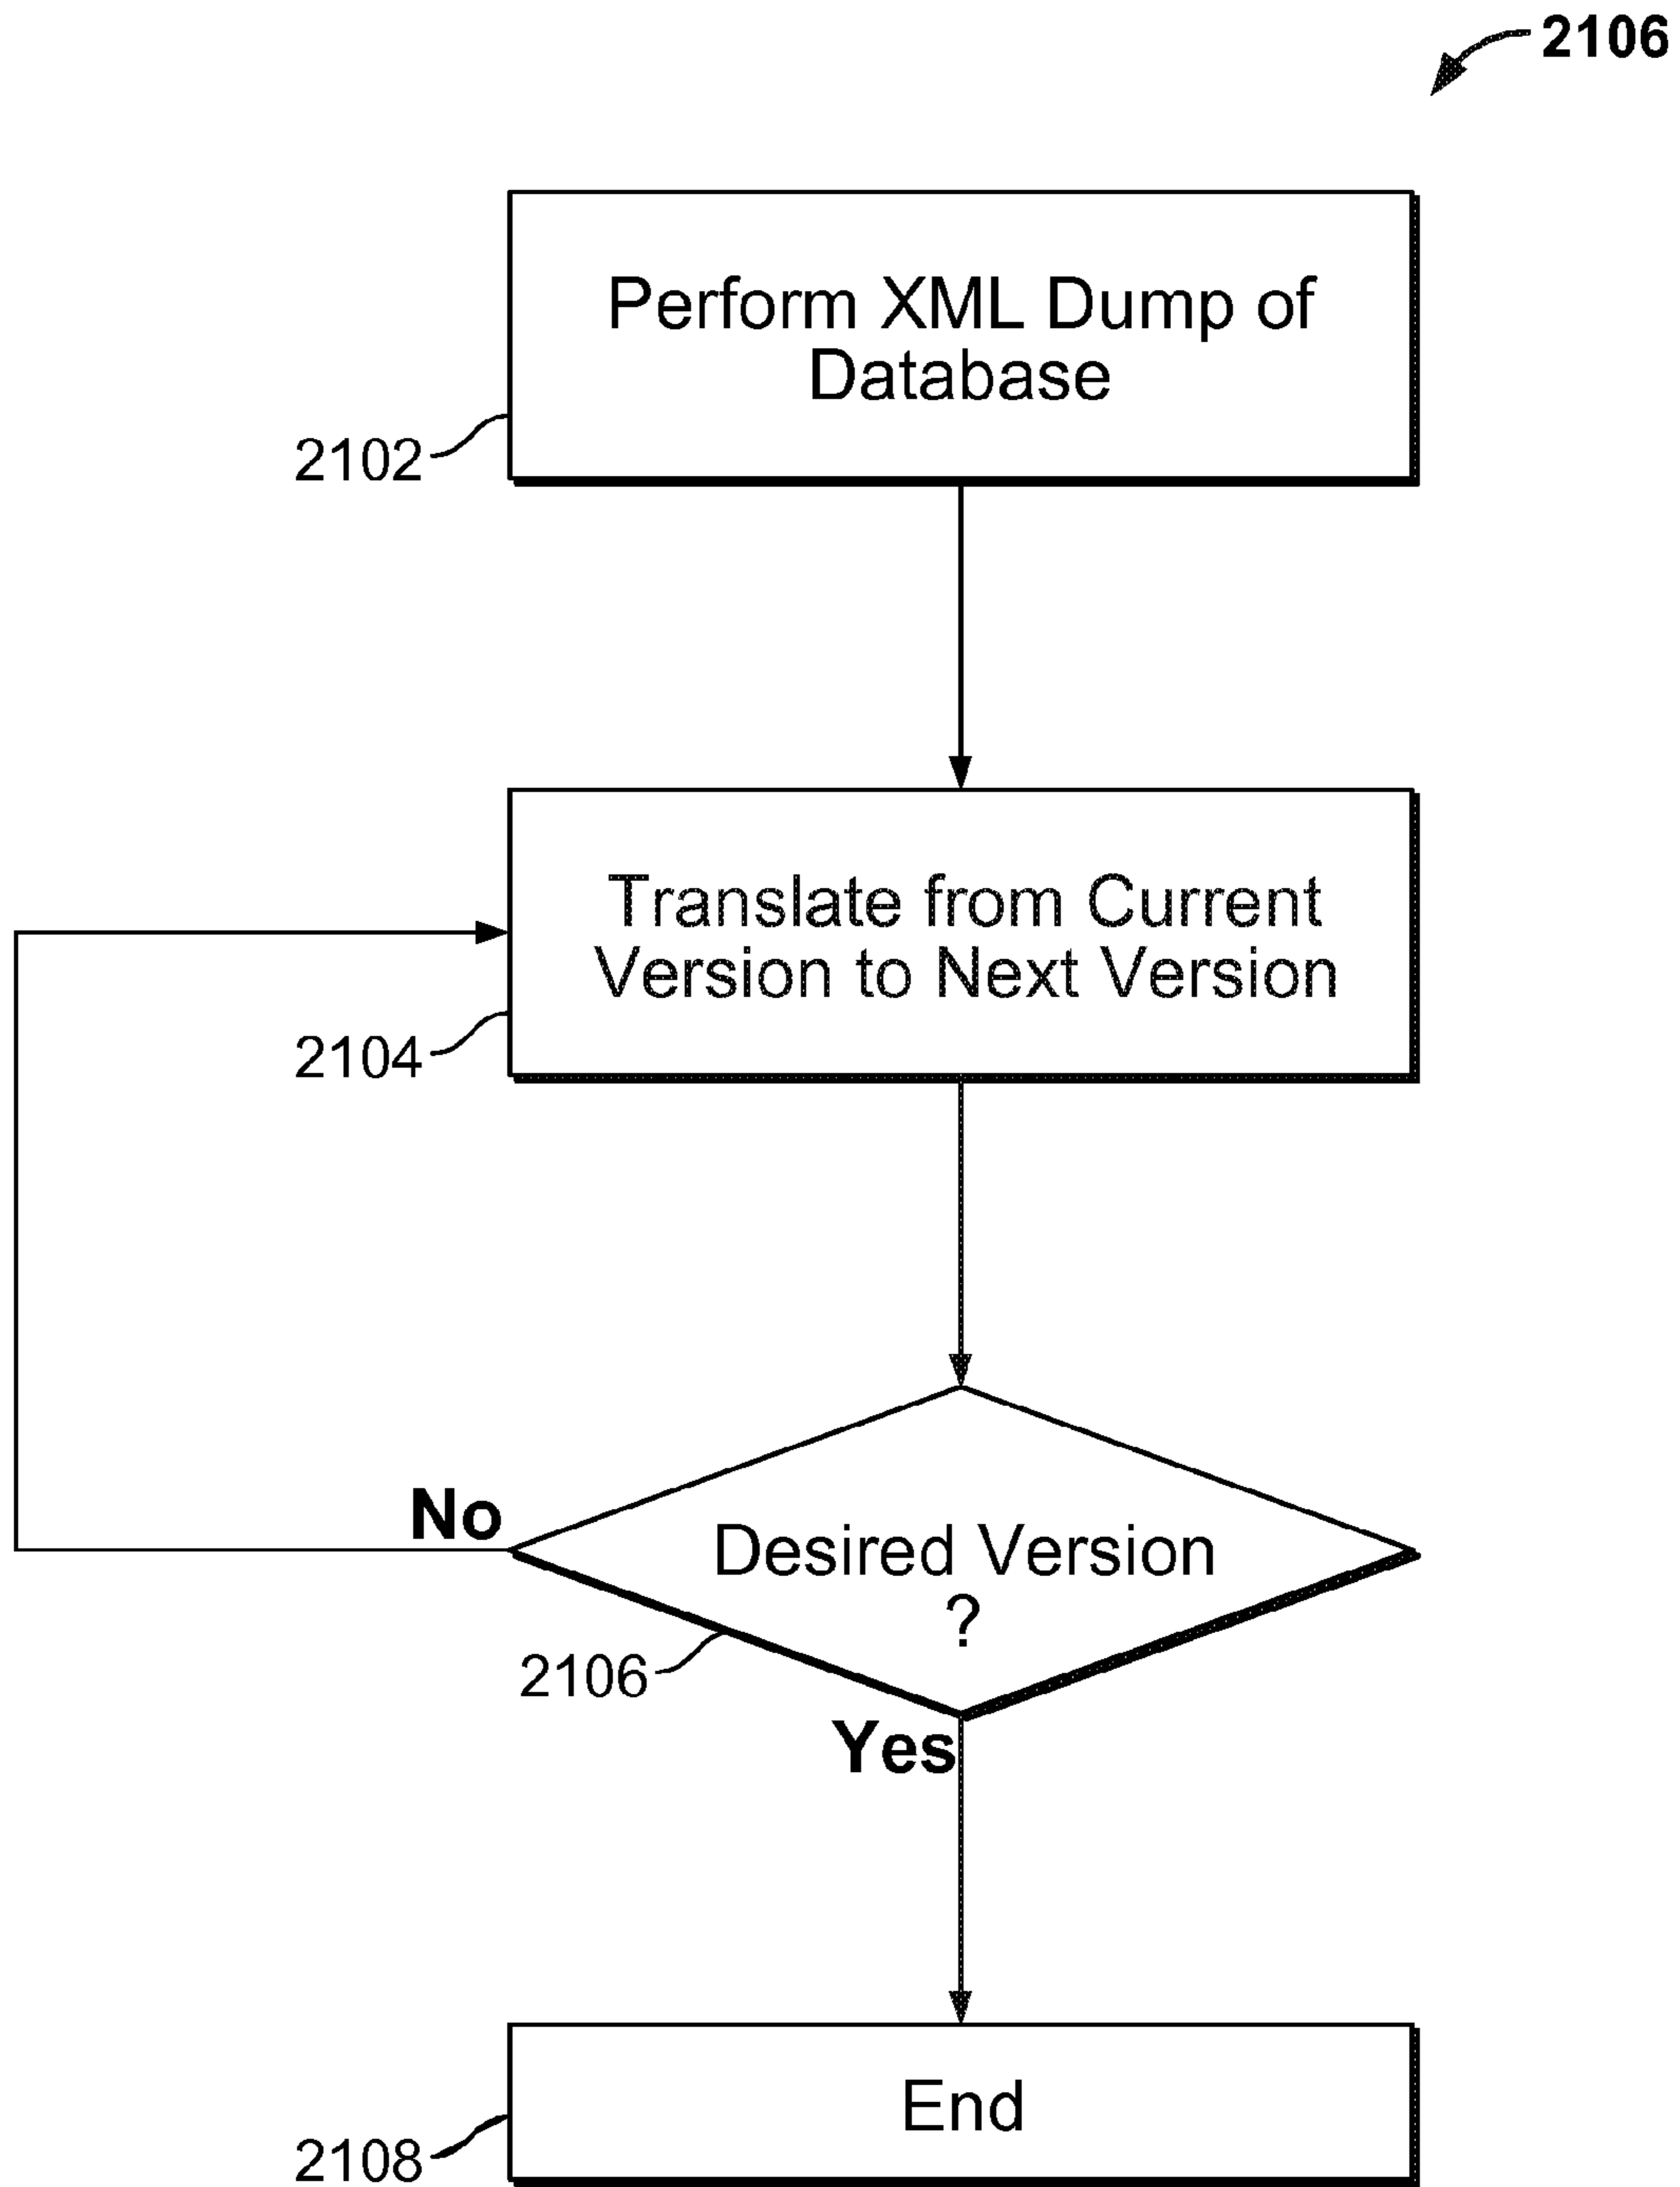 2106
Perform XML Dump of
Database
2102
Translate from Current
Version to Next Version
2104
No
Desired Version
?
2106
Yes
End
2108